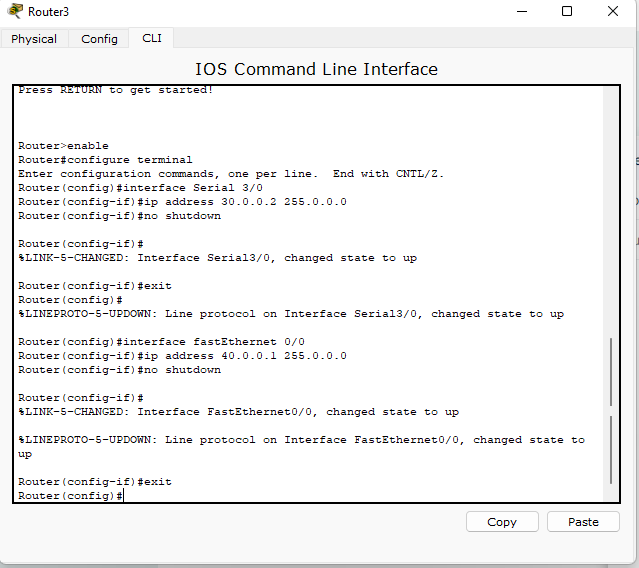 Router3
Physical Config CLI
IOS Command Line Interface
Press RETURN to get started!
Router>enable
Router#configure terminal
Enter configuration commands, one per line.  End with CNTL/Z.
Router(config)#interface Serial 3/0
Router(config-if)#ip address 30.0.0.2 255.0.0.0
Router(config-if)#no shutdown
Router(config-if)#
%LINK-5-CHANGED: Interface Serial3/0, changed state to up
Router(config-if)#exit
Router(config)#
%LINEPROTO-5-UPDOWN: Line protocol on Interface Serial3/0, changed state to up
Router(config)#interface fastEthernet 0/0
Router(config-if)#ip address 40.0.0.1 255.0.0.0
Router(config-if)#no shutdown
Router(config-if)#
%LINK-5-CHANGED: Interface FastEthernet0/0, changed state to up
%LINEPROTO-5-UPDOWN: Line protocol on Interface FastEthernet0/0, changed state to
up
Router(config-if)#exit
Router(config)#
Copy Paste